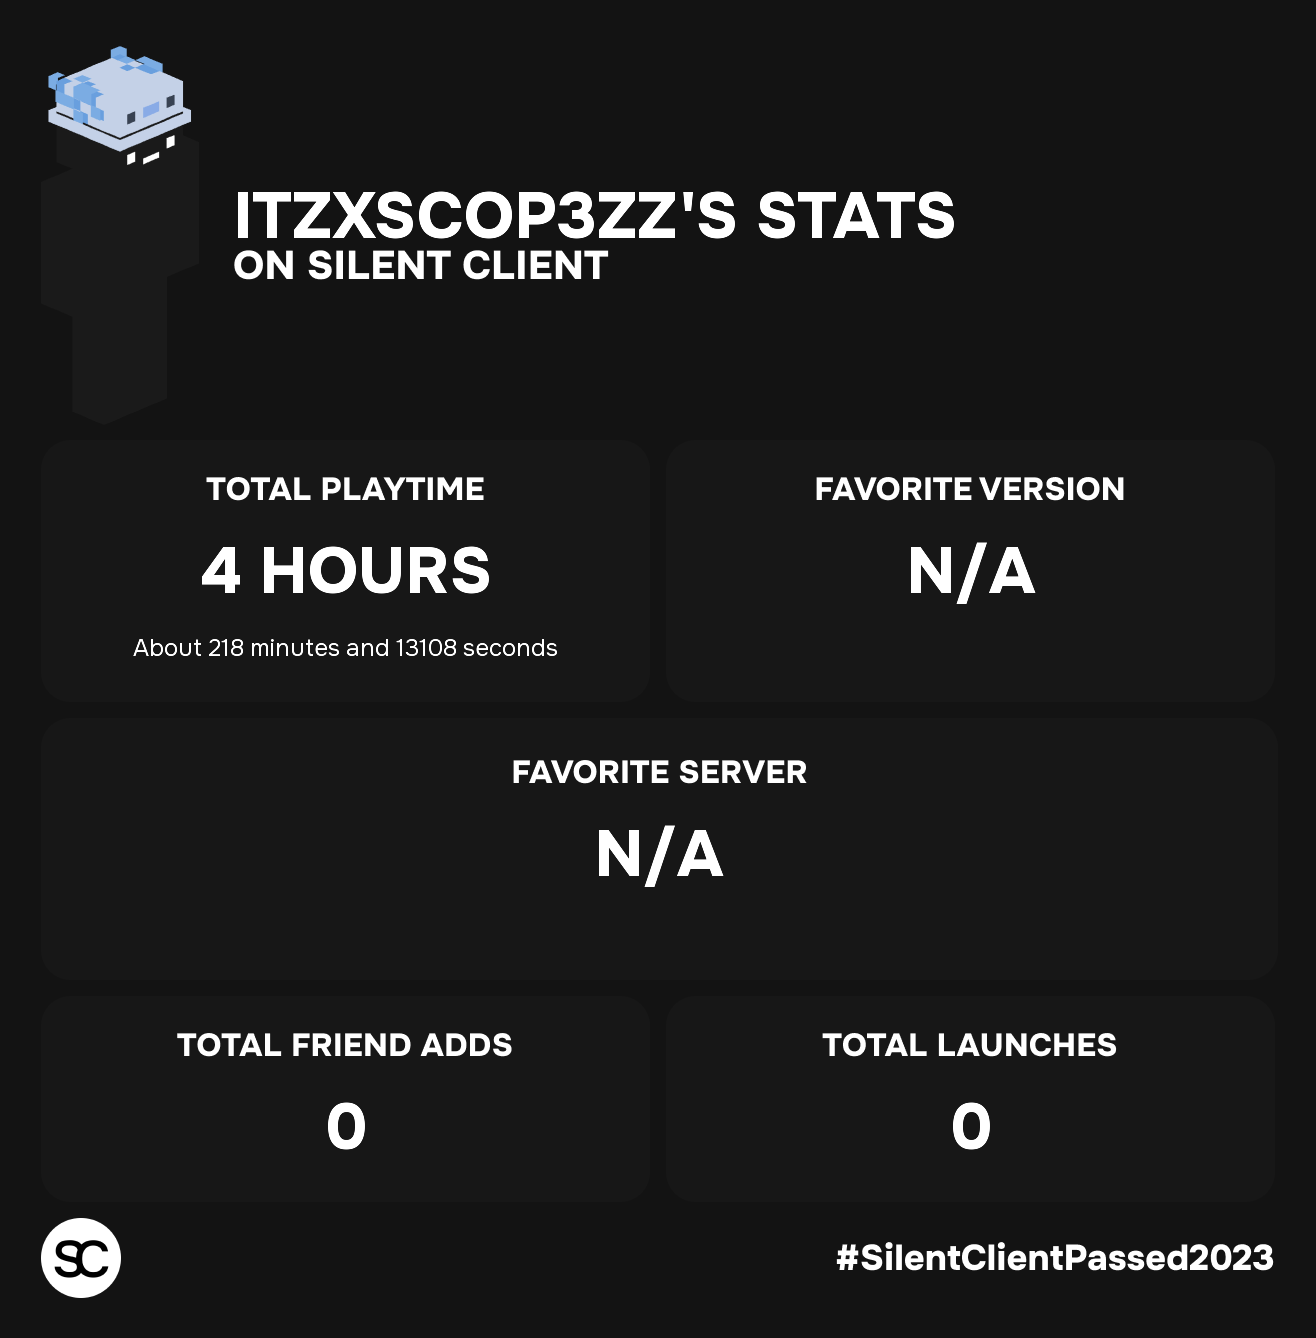 ITZXSCOP3ZZ'S STATS
ON SILENT CLIENT
TOTAL PLAYTIME
4 HOURS
About 218 minutes and 13108 seconds
FAVORITE VERSION
N/A
FAVORITE SERVER
N/A
TOTAL FRIEND ADDS
0
TOTAL LAUNCHES
0
SC
#SilentClientPassed2023